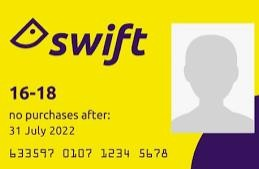 swift
16-18
no purchases after:
31 July 2022
633597 0107 1234 5678